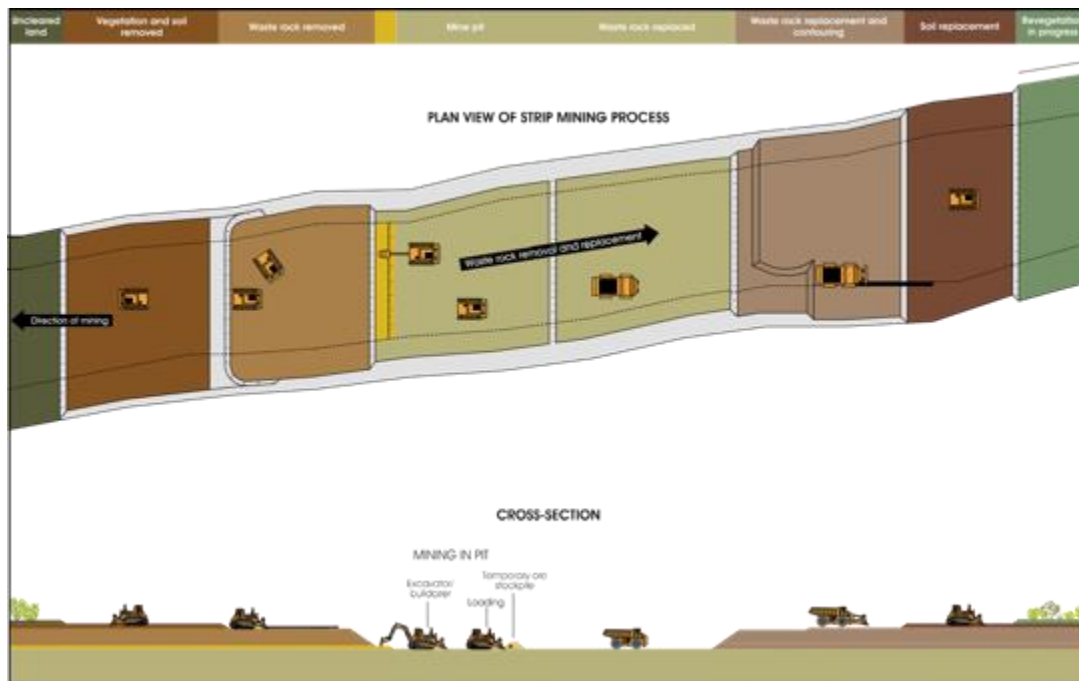 Uncleared
land
Vegetation and soil
removed
Waste rock removed
Mine pit
Waste rock replaced
Waste rock replacement and
contouring
Soil replacement
Revegetation
in progress
PLAN VIEW OF STRIP MINING PROCESS
Waste rock removal and replacement
Direction of mining
CROSS-SECTION
MINING IN PIT
Excavator/
bulldozer
Loading
Temporary ore
stockpile